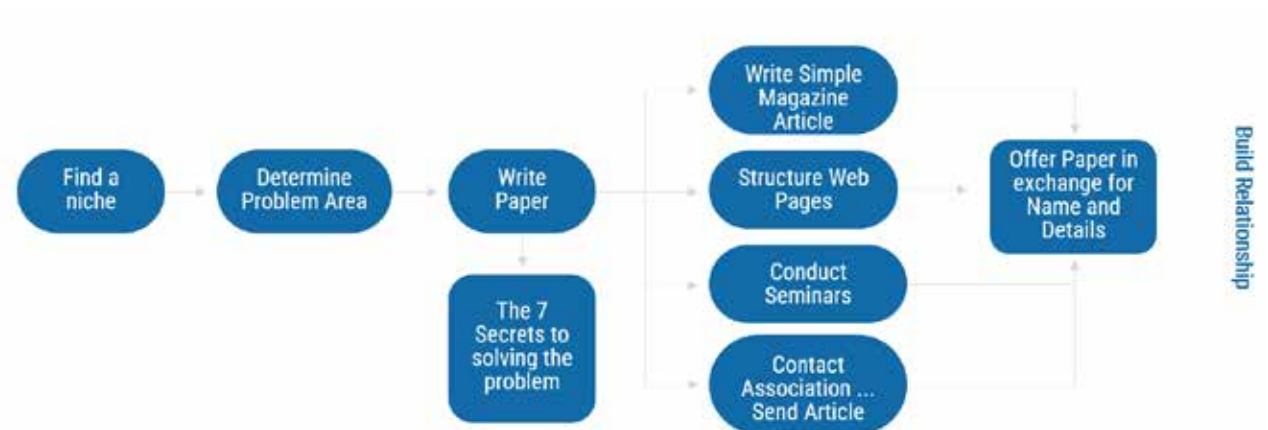 Find a
niche
Determine
Problem Area
Write
Paper
The 7
Secrets to
solving the
problem
Write Simple
Magazine
Article
Structure Web
Pages
Conduct
Seminars
Contact
Association ...
Send Article
Offer Paper in
exchange for
Name and
Details
Build Relationship